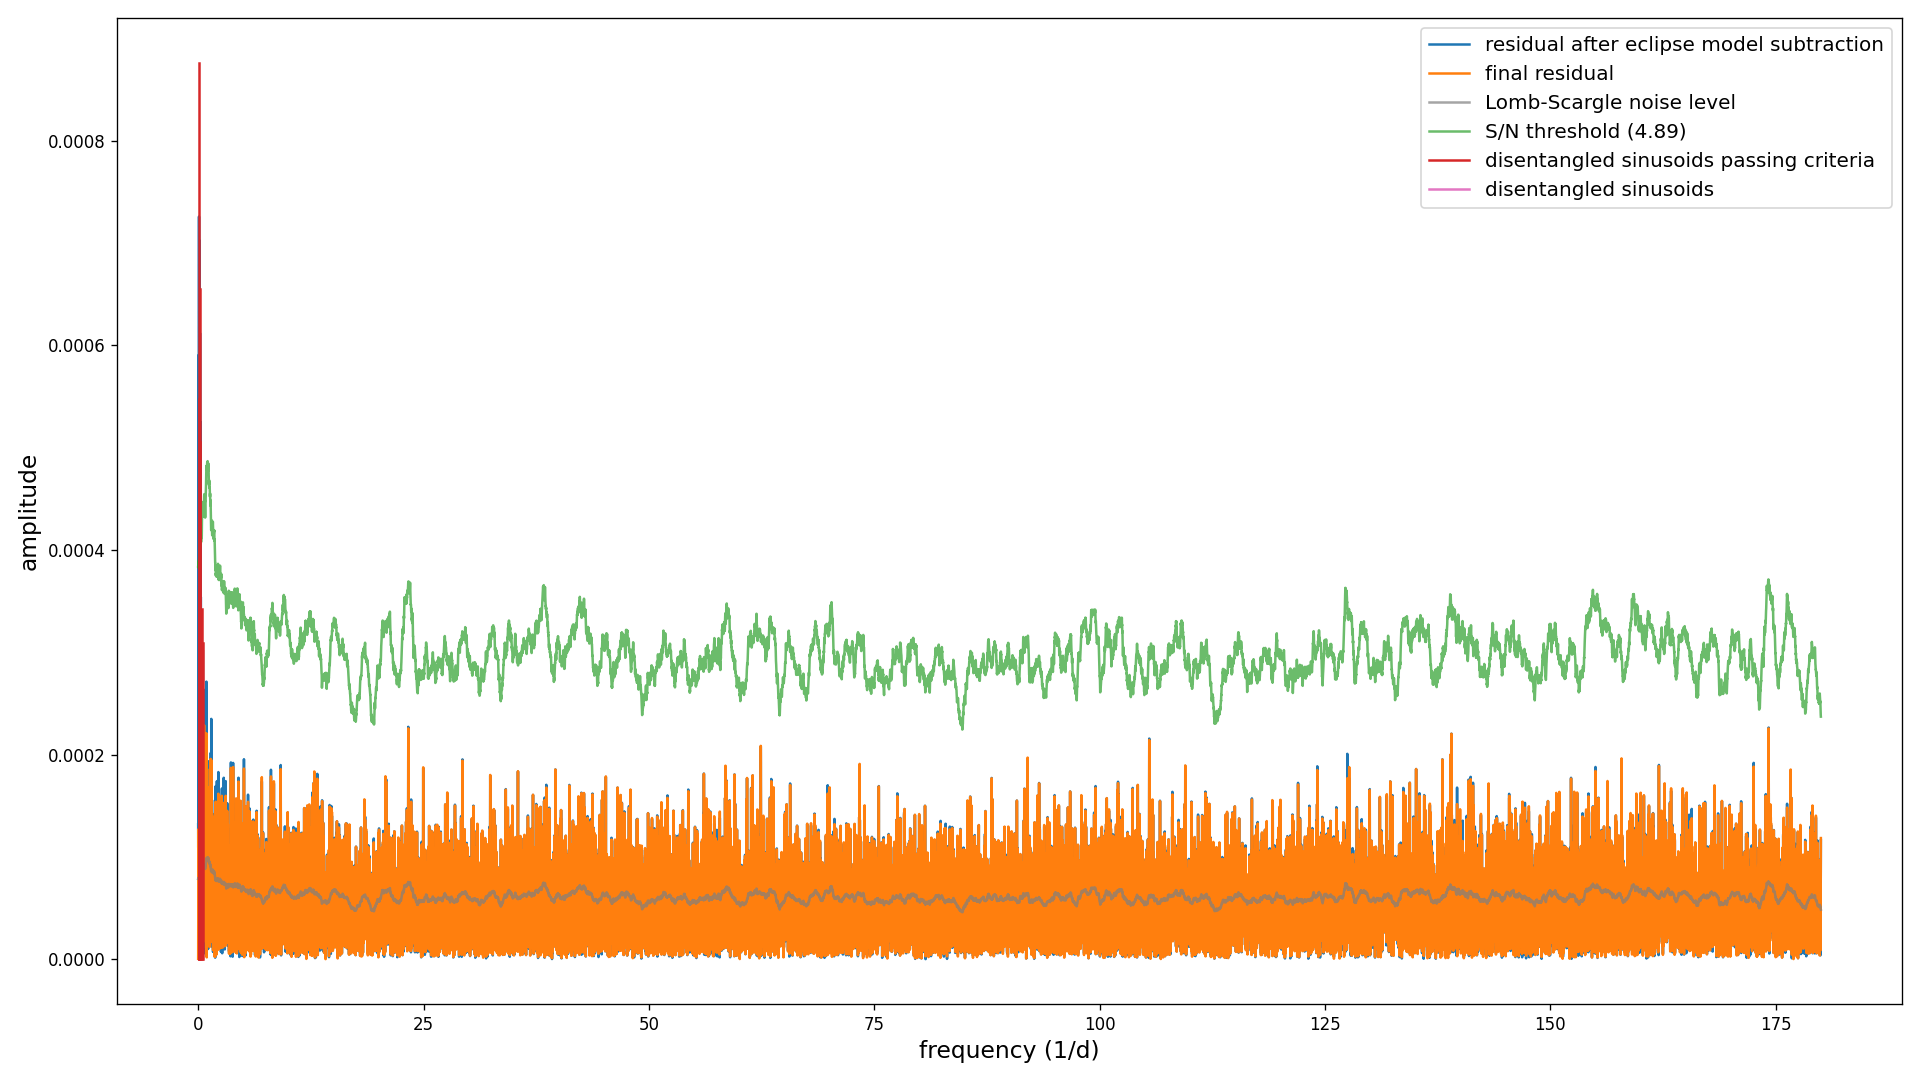 residual after eclipse model subtraction
final residual
Lomb-Scargle noise level
S/N threshold (4.89)
disentangled sinusoids passing criteria
disentangled sinusoids
0.0008
0.0006
0.0004
0.0002
0.0000
amplitude
0 25 50 75 100 125 150 175
frequency (1/d)